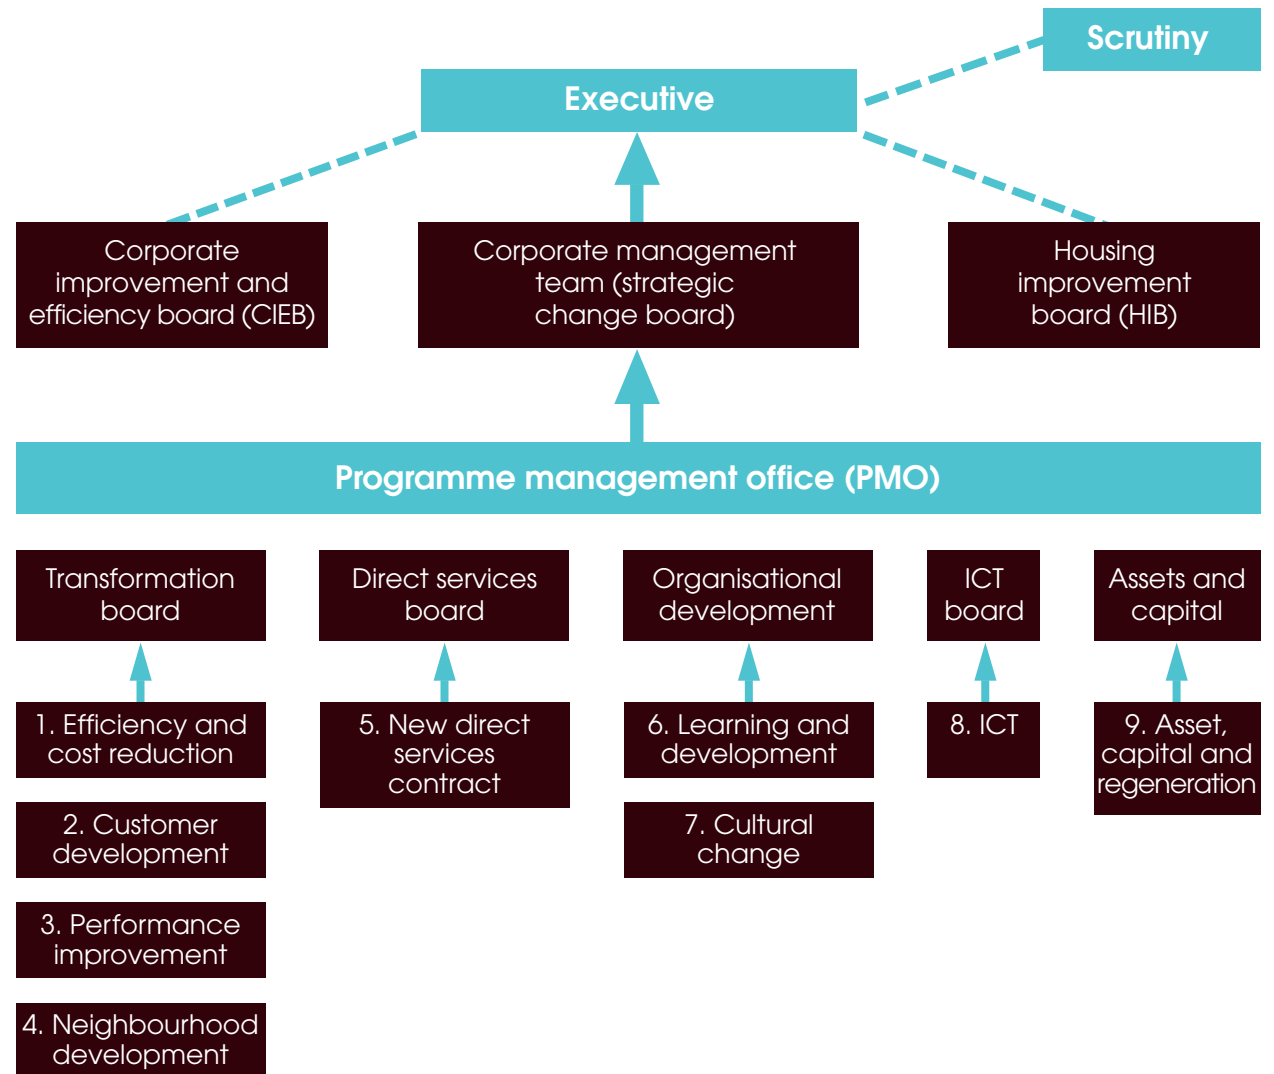 Scrutiny
Executive
Corporate
improvement and
efficiency board (CIEB)
Corporate management
team (strategic
change board)
Housing
improvement
board (HIB)
Programme management office (PMO)
Transformation
board
Direct services
board
Organisational
development
ICT
board
Assets and
capital
1. Efficiency and
cost reduction
5. New direct
services
contract
6. Learning and
development
8. ICT
9. Asset,
capital and
regeneration
2. Customer
development
7. Cultural
change
3. Performance
improvement
4. Neighbourhood
development